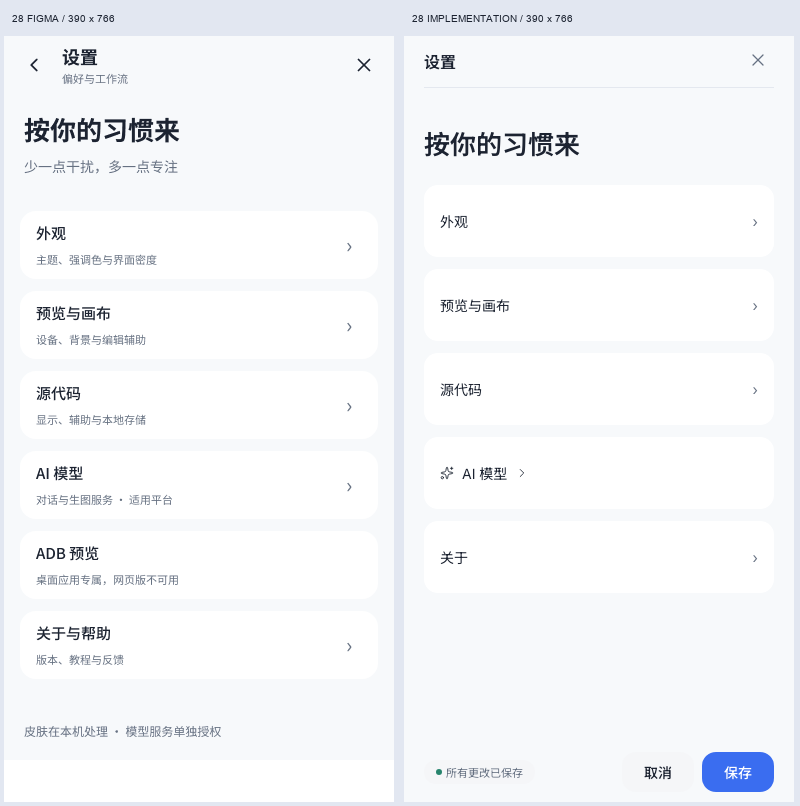 28 FIGMA / 390 x 766
设置
偏好与工作流
按你的习惯来
少一点干扰，多一点专注
外观
主题、强调色与界面密度
预览与画布
设备、背景与编辑辅助
源代码
显示、辅助与本地存储
AI 模型
对话与生图服务 · 适用平台
ADB 预览
桌面应用专属，网页版不可用
关于与帮助
版本、教程与反馈
皮肤在本机处理 · 模型服务单独授权
28 IMPLEMENTATION / 390 x 766
设置
按你的习惯来
外观
预览与画布
源代码
AI 模型
关于
所有更改已保存
取消
保存